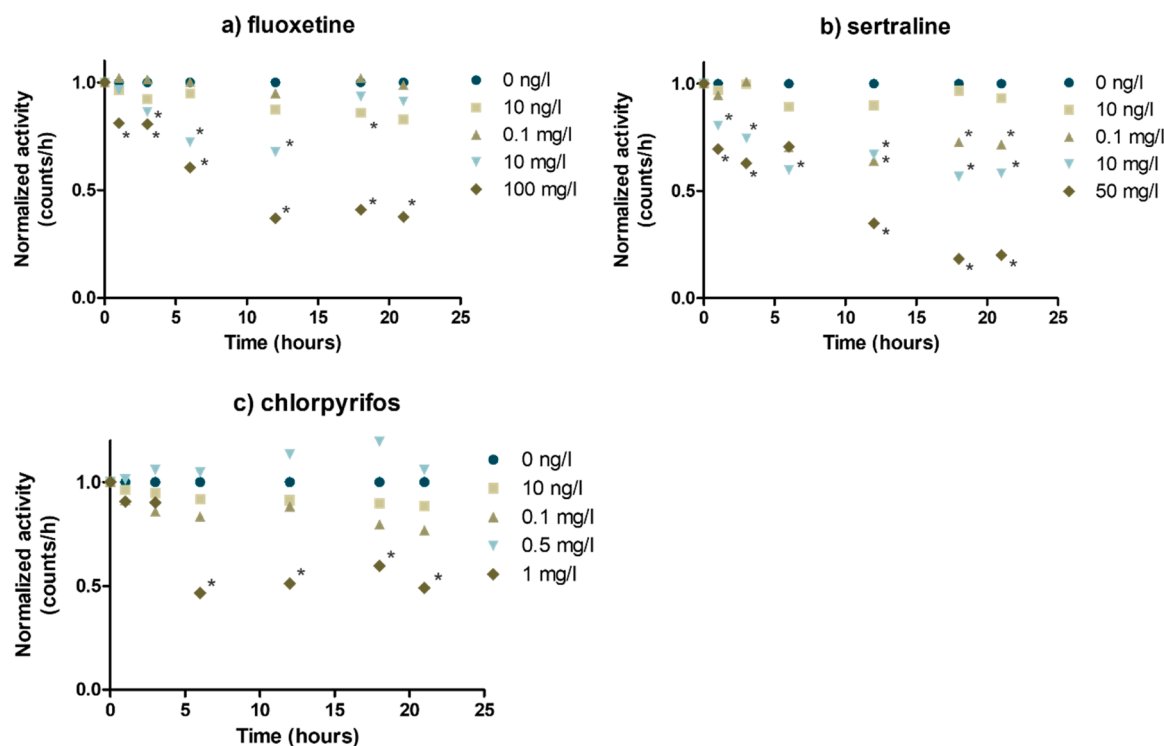 a) fluoxetine
Normalized activity
(counts/h)
1.0
0.5
0.0
0 5 10 15 20 25
Time (hours)
0 ng/l
10 ng/l
0.1 mg/l
10 mg/l
100 mg/l
* * * * * * * * * *
b) sertraline
Normalized activity
(counts/h)
1.0
0.5
0.0
0 5 10 15 20 25
Time (hours)
0 ng/l
10 ng/l
0.1 mg/l
10 mg/l
50 mg/l
* * * * * * * * * * * * * *
c) chlorpyrifos
Normalized activity
(counts/h)
1.0
0.5
0.0
0 5 10 15 20 25
Time (hours)
0 ng/l
10 ng/l
0.1 mg/l
0.5 mg/l
1 mg/l
* * * *